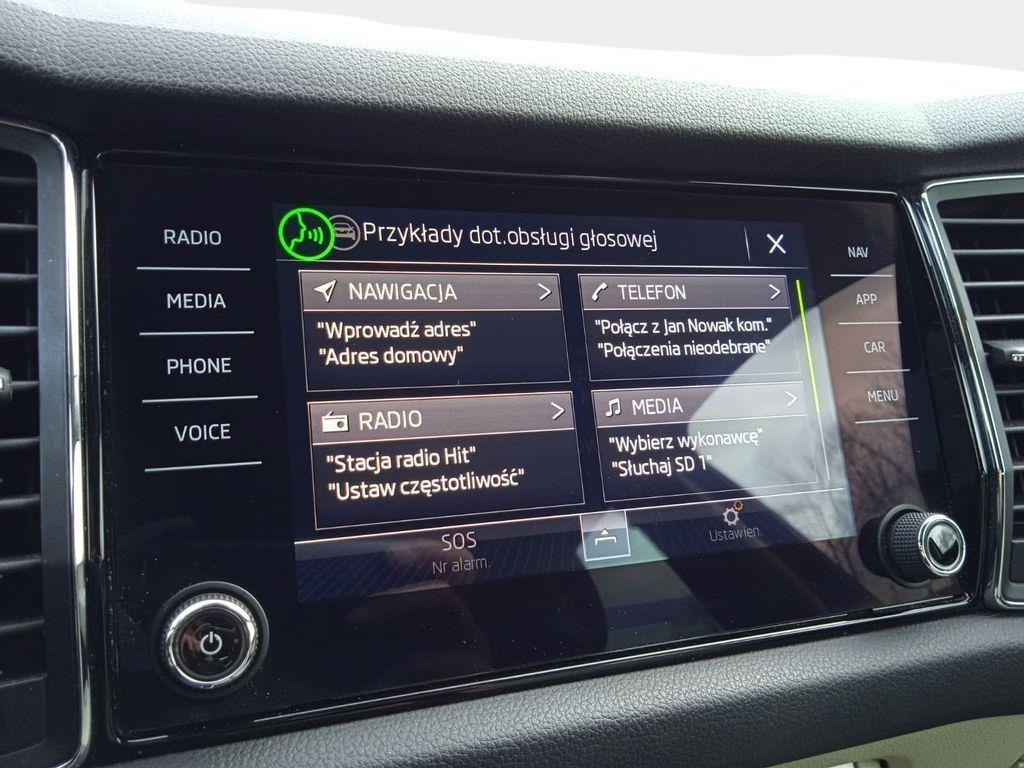 RADIO
MEDIA
PHONE
VOICE
Przykłady dot.obsługi głosowej
NAWIGACJA
"Wprowadź adres"
"Adres domowy"
TELEFON
"Połącz z Jan Nowak kom."
"Połączenia nieodebrane"
RADIO
"Stacja radio Hit"
"Ustaw częstotliwość"
MEDIA
"Wybierz wykonawcę"
"Słuchaj SD 1"
SOS
Nr alarm.
Ustawien.
NAV
APP
CAR
MENU